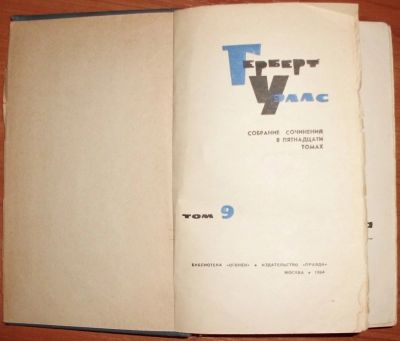 Герберт
Уэллс
СОБРАНИЕ СОЧИНЕНИЙ
В ПЯТНАДЦАТИ
ТОМАХ
ТОМ 9
БИБЛИОТЕКА «ОГОНЕК» • ИЗДАТЕЛЬСТВО «ПРАВДА»
МОСКВА • 1964